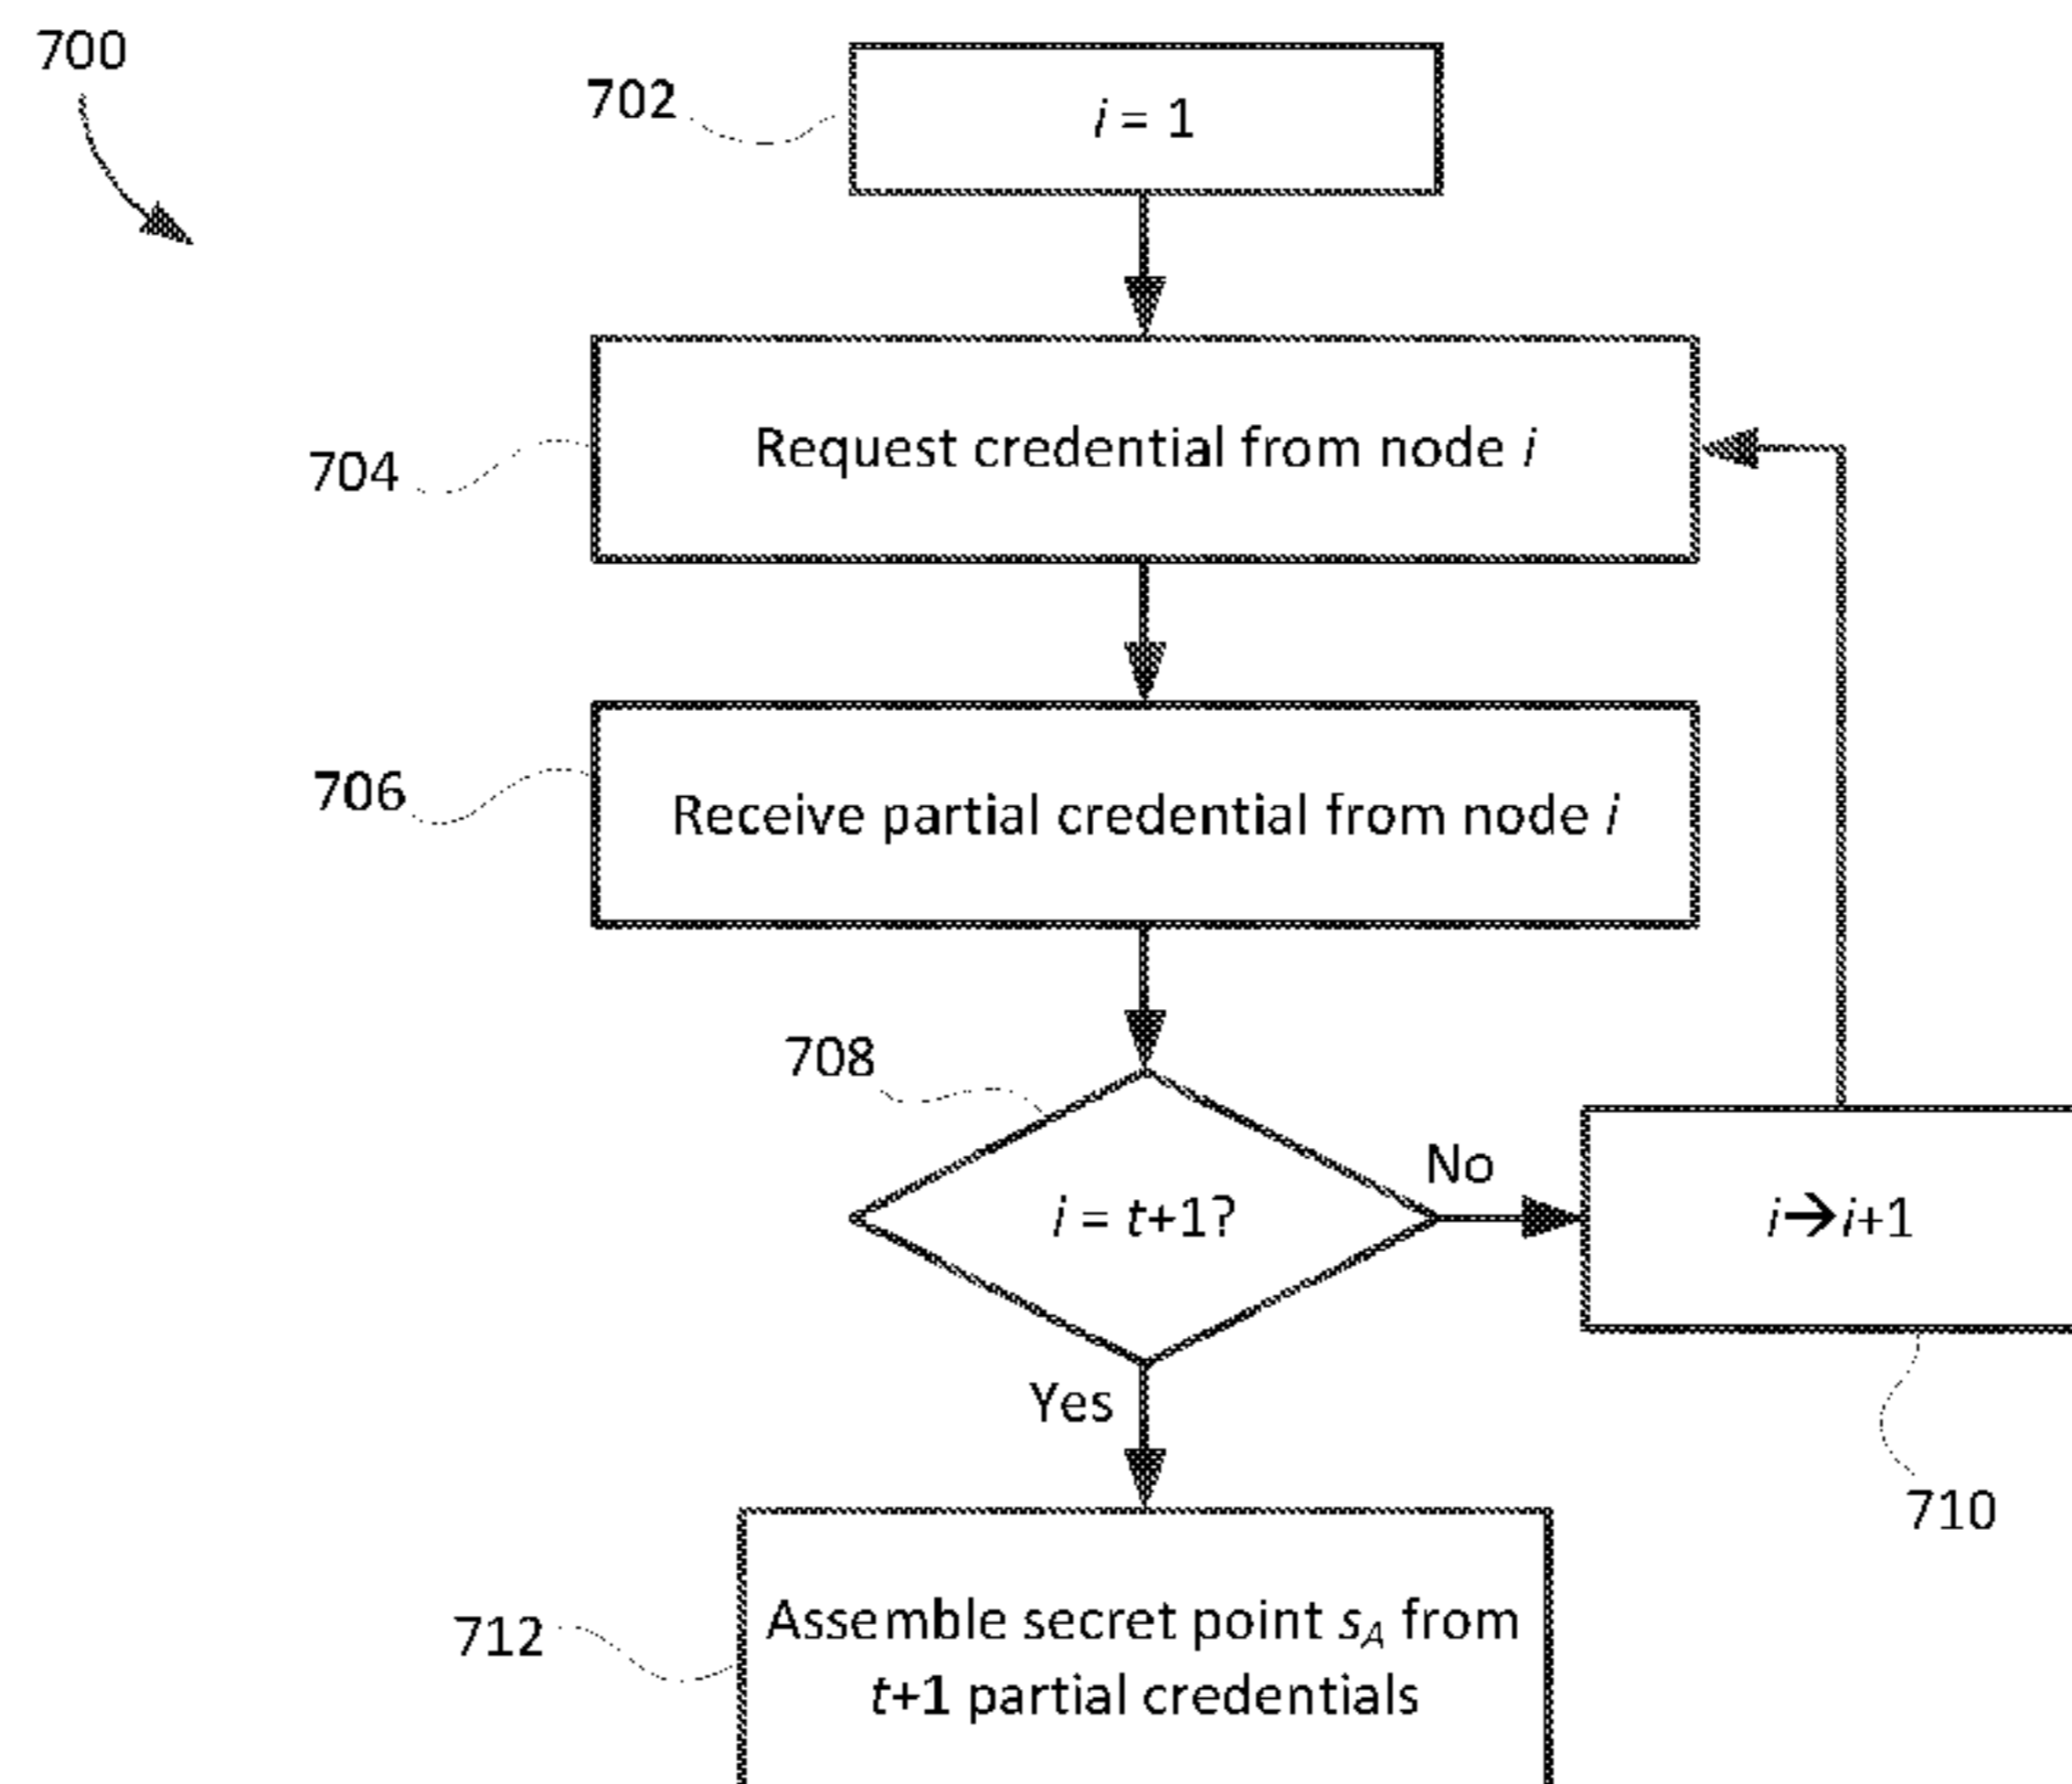 700
702
i = 1
704
Request credential from node i
706
Receive partial credential from node i
708
i = t+1?
No
i→i+1
Yes
710
712
Assemble secret point s_A from
t+1 partial credentials